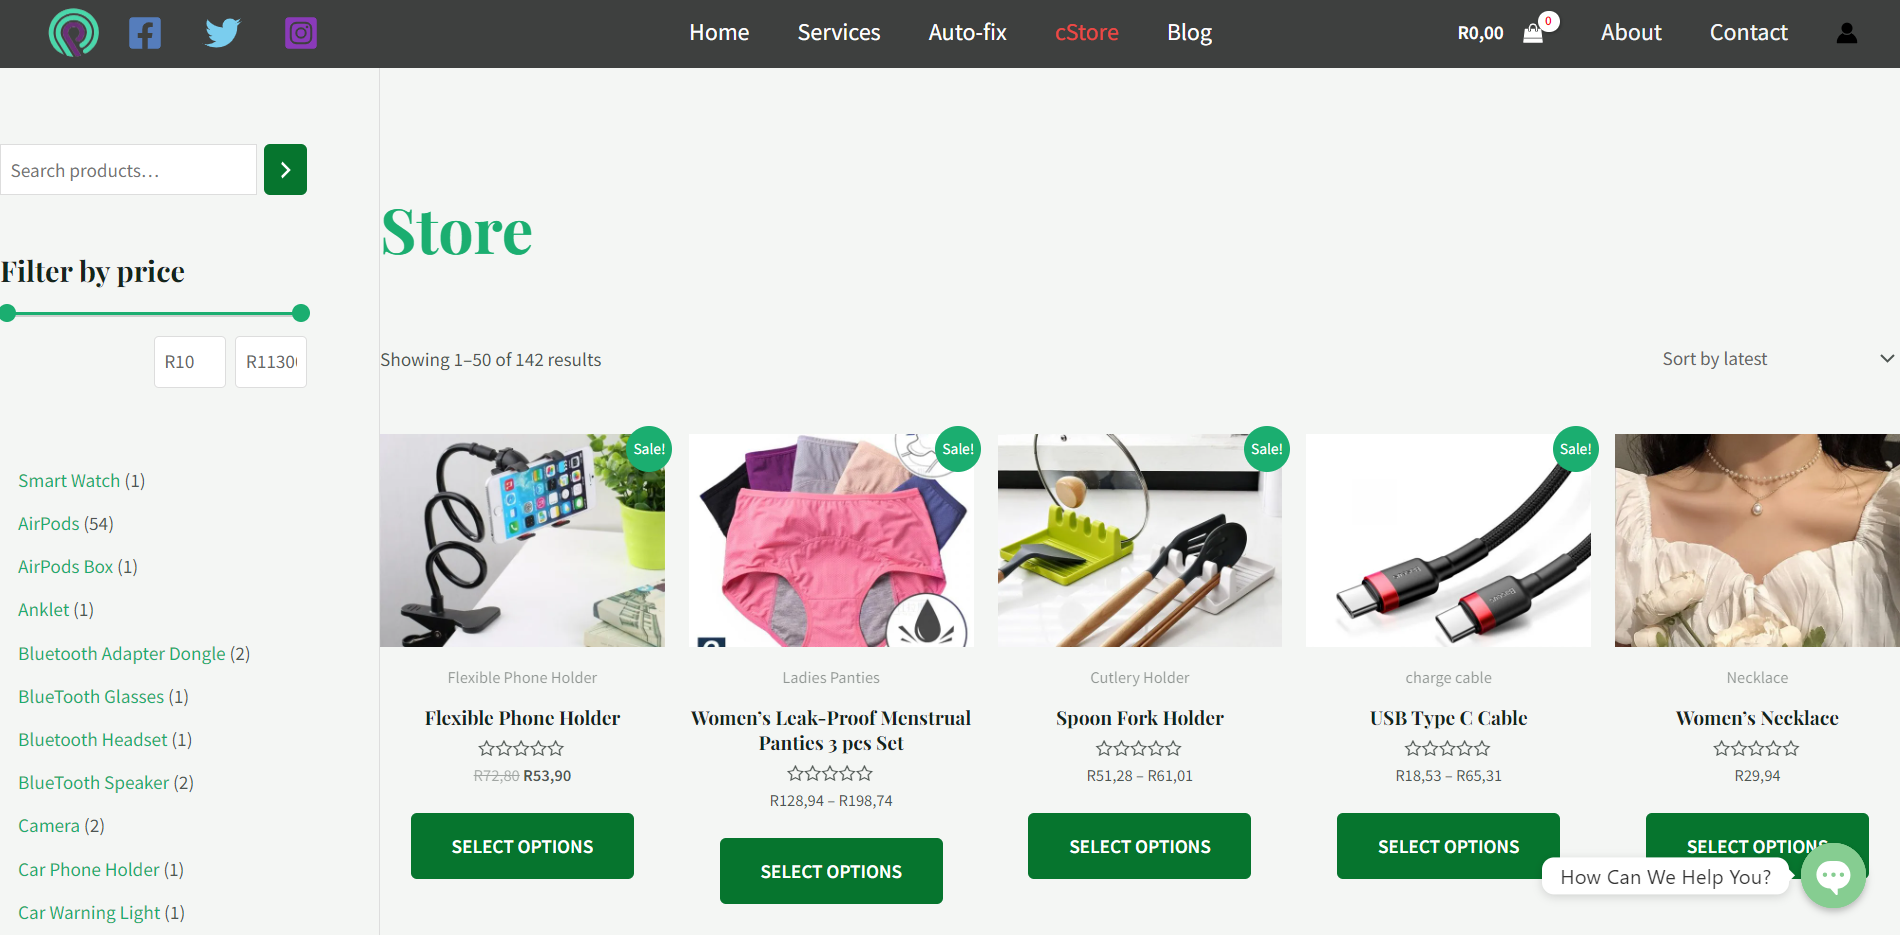 Home
Services
Auto-fix
cStore
Blog
R0,00
0
About
Contact
Search products…
Filter by price
R10
R1130
Store
Showing 1–50 of 142 results
Sort by latest
Smart Watch (1)
AirPods (54)
AirPods Box (1)
Anklet (1)
Bluetooth Adapter Dongle (2)
BlueTooth Glasses (1)
Bluetooth Headset (1)
BlueTooth Speaker (2)
Camera (2)
Car Phone Holder (1)
Car Warning Light (1)
Sale!
Flexible Phone Holder
Flexible Phone Holder
R72,80 R53,90
SELECT OPTIONS
Sale!
Ladies Panties
Women’s Leak-Proof Menstrual
Panties 3 pcs Set
R128,94 – R198,74
SELECT OPTIONS
Sale!
Cutlery Holder
Spoon Fork Holder
R51,28 – R61,01
SELECT OPTIONS
Sale!
charge cable
USB Type C Cable
R18,53 – R65,31
SELECT OPTIONS
Necklace
Women’s Necklace
R29,94
SELECT OPTIONS
How Can We Help You?